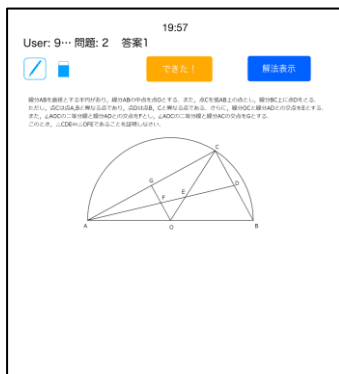 19:57
User: 9… 問題: 2 答案1
できた！
解法表示
線分ABを直径とする半円があり、線分ABの中点を点Oとする。また、点Cを弧AB上の点とし、線分BC上に点Dをとる。
ただし、点Cは点A,Bと異なる点であり、点Dは点B, Cと異なる点である。さらに、線分OCと線分ADとの交点をEとする。
また、∠AOCの二等分線と線分ADとの交点をFとし、∠AOCの二等分線と線分ACの交点をGとする。
このとき、△CDE∽△OFEであることを証明しなさい。
C
G
D
E
F
A
O
B